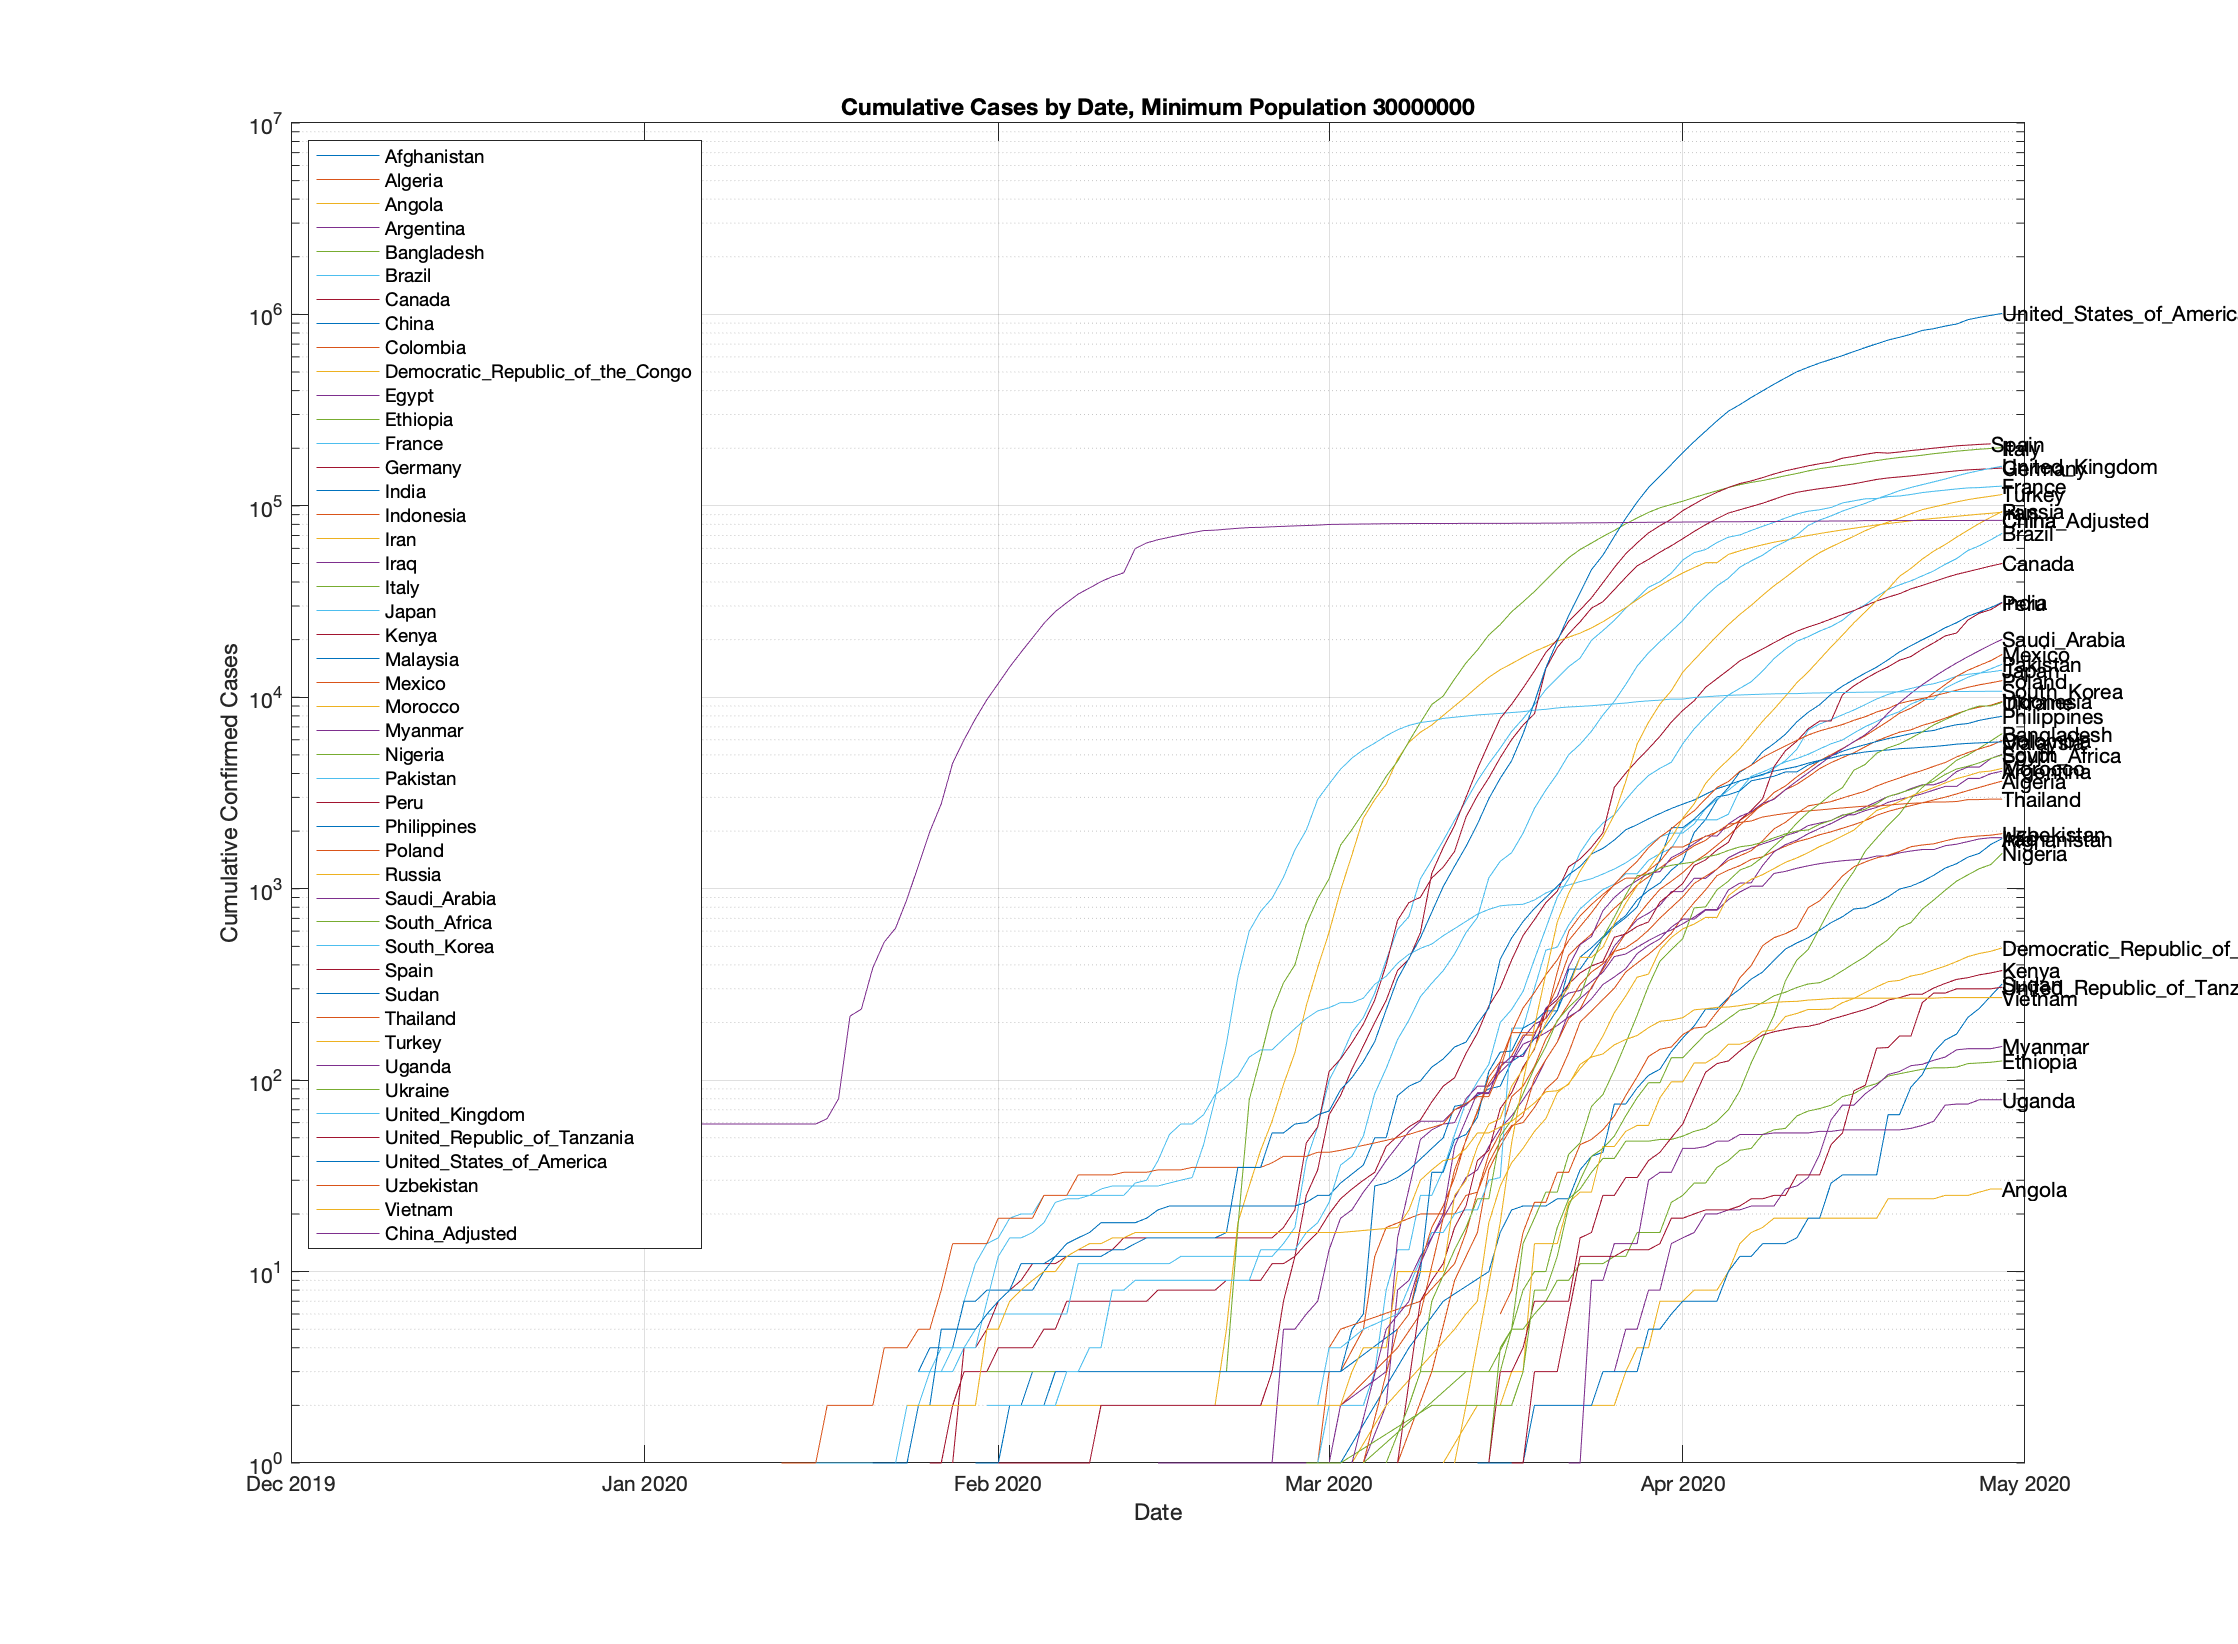 Cumulative Cases by Date, Minimum Population 30000000
10^7
10^6
10^5
10^4
10^3
10^2
10^1
10^0
Cumulative Confirmed Cases
Afghanistan
Algeria
Angola
Argentina
Bangladesh
Brazil
Canada
China
Colombia
Democratic_Republic_of_the_Congo
Egypt
Ethiopia
France
Germany
India
Indonesia
Iran
Iraq
Italy
Japan
Kenya
Malaysia
Mexico
Morocco
Myanmar
Nigeria
Pakistan
Peru
Philippines
Poland
Russia
Saudi_Arabia
South_Africa
South_Korea
Spain
Sudan
Thailand
Turkey
Uganda
Ukraine
United_Kingdom
United_Republic_of_Tanzania
United_States_of_America
Uzbekistan
Vietnam
China_Adjusted
United_States_of_Americ
Spain
Italy
United_Kingdom
Germany
France
Turkey
Russia
China_Adjusted
Brazil
Canada
India
Peru
Saudi_Arabia
Mexico
Pakistan
Japan
Poland
South_Korea
Indonesia
Ukraine
Philippines
Bangladesh
Colombia
Malaysia
Egypt
South_Africa
Morocco
Argentina
Algeria
Thailand
Uzbekistan
Afghanistan
Nigeria
Democratic_Republic_of_
Kenya
Sudan
United_Republic_of_Tanz
Vietnam
Myanmar
Ethiopia
Uganda
Angola
Dec 2019
Jan 2020
Feb 2020
Mar 2020
Apr 2020
May 2020
Date